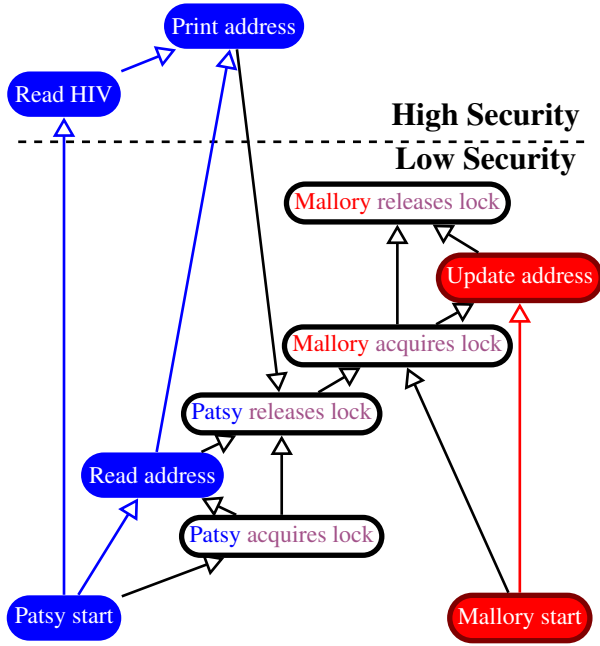 Print address
Read HIV
High Security
Low Security
Mallory releases lock
Update address
Mallory acquires lock
Patsy releases lock
Read address
Patsy acquires lock
Patsy start
Mallory start